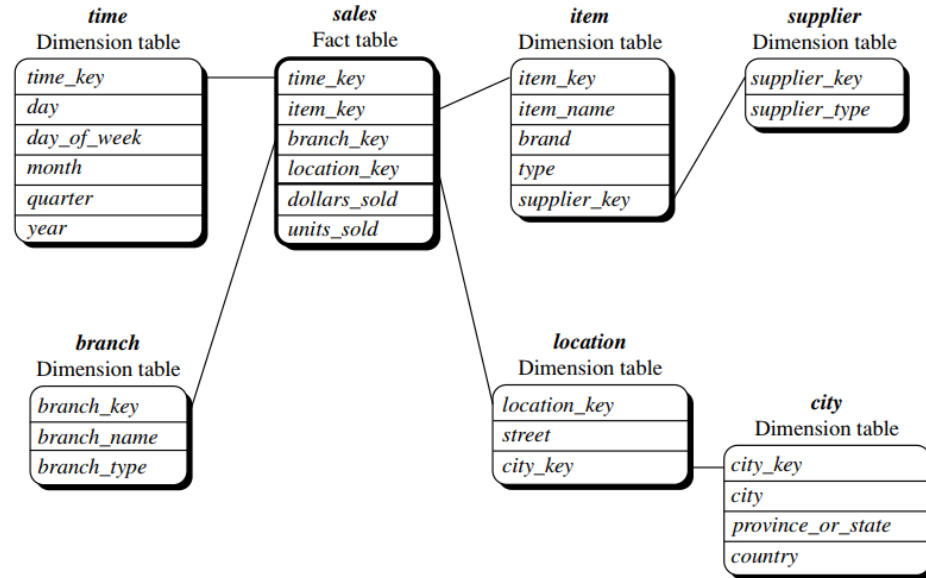 time
Dimension table
time_key
day
day_of_week
month
quarter
year
sales
Fact table
time_key
item_key
branch_key
location_key
dollars_sold
units_sold
item
Dimension table
item_key
item_name
brand
type
supplier_key
supplier
Dimension table
supplier_key
supplier_type
branch
Dimension table
branch_key
branch_name
branch_type
location
Dimension table
location_key
street
city_key
city
Dimension table
city_key
city
province_or_state
country